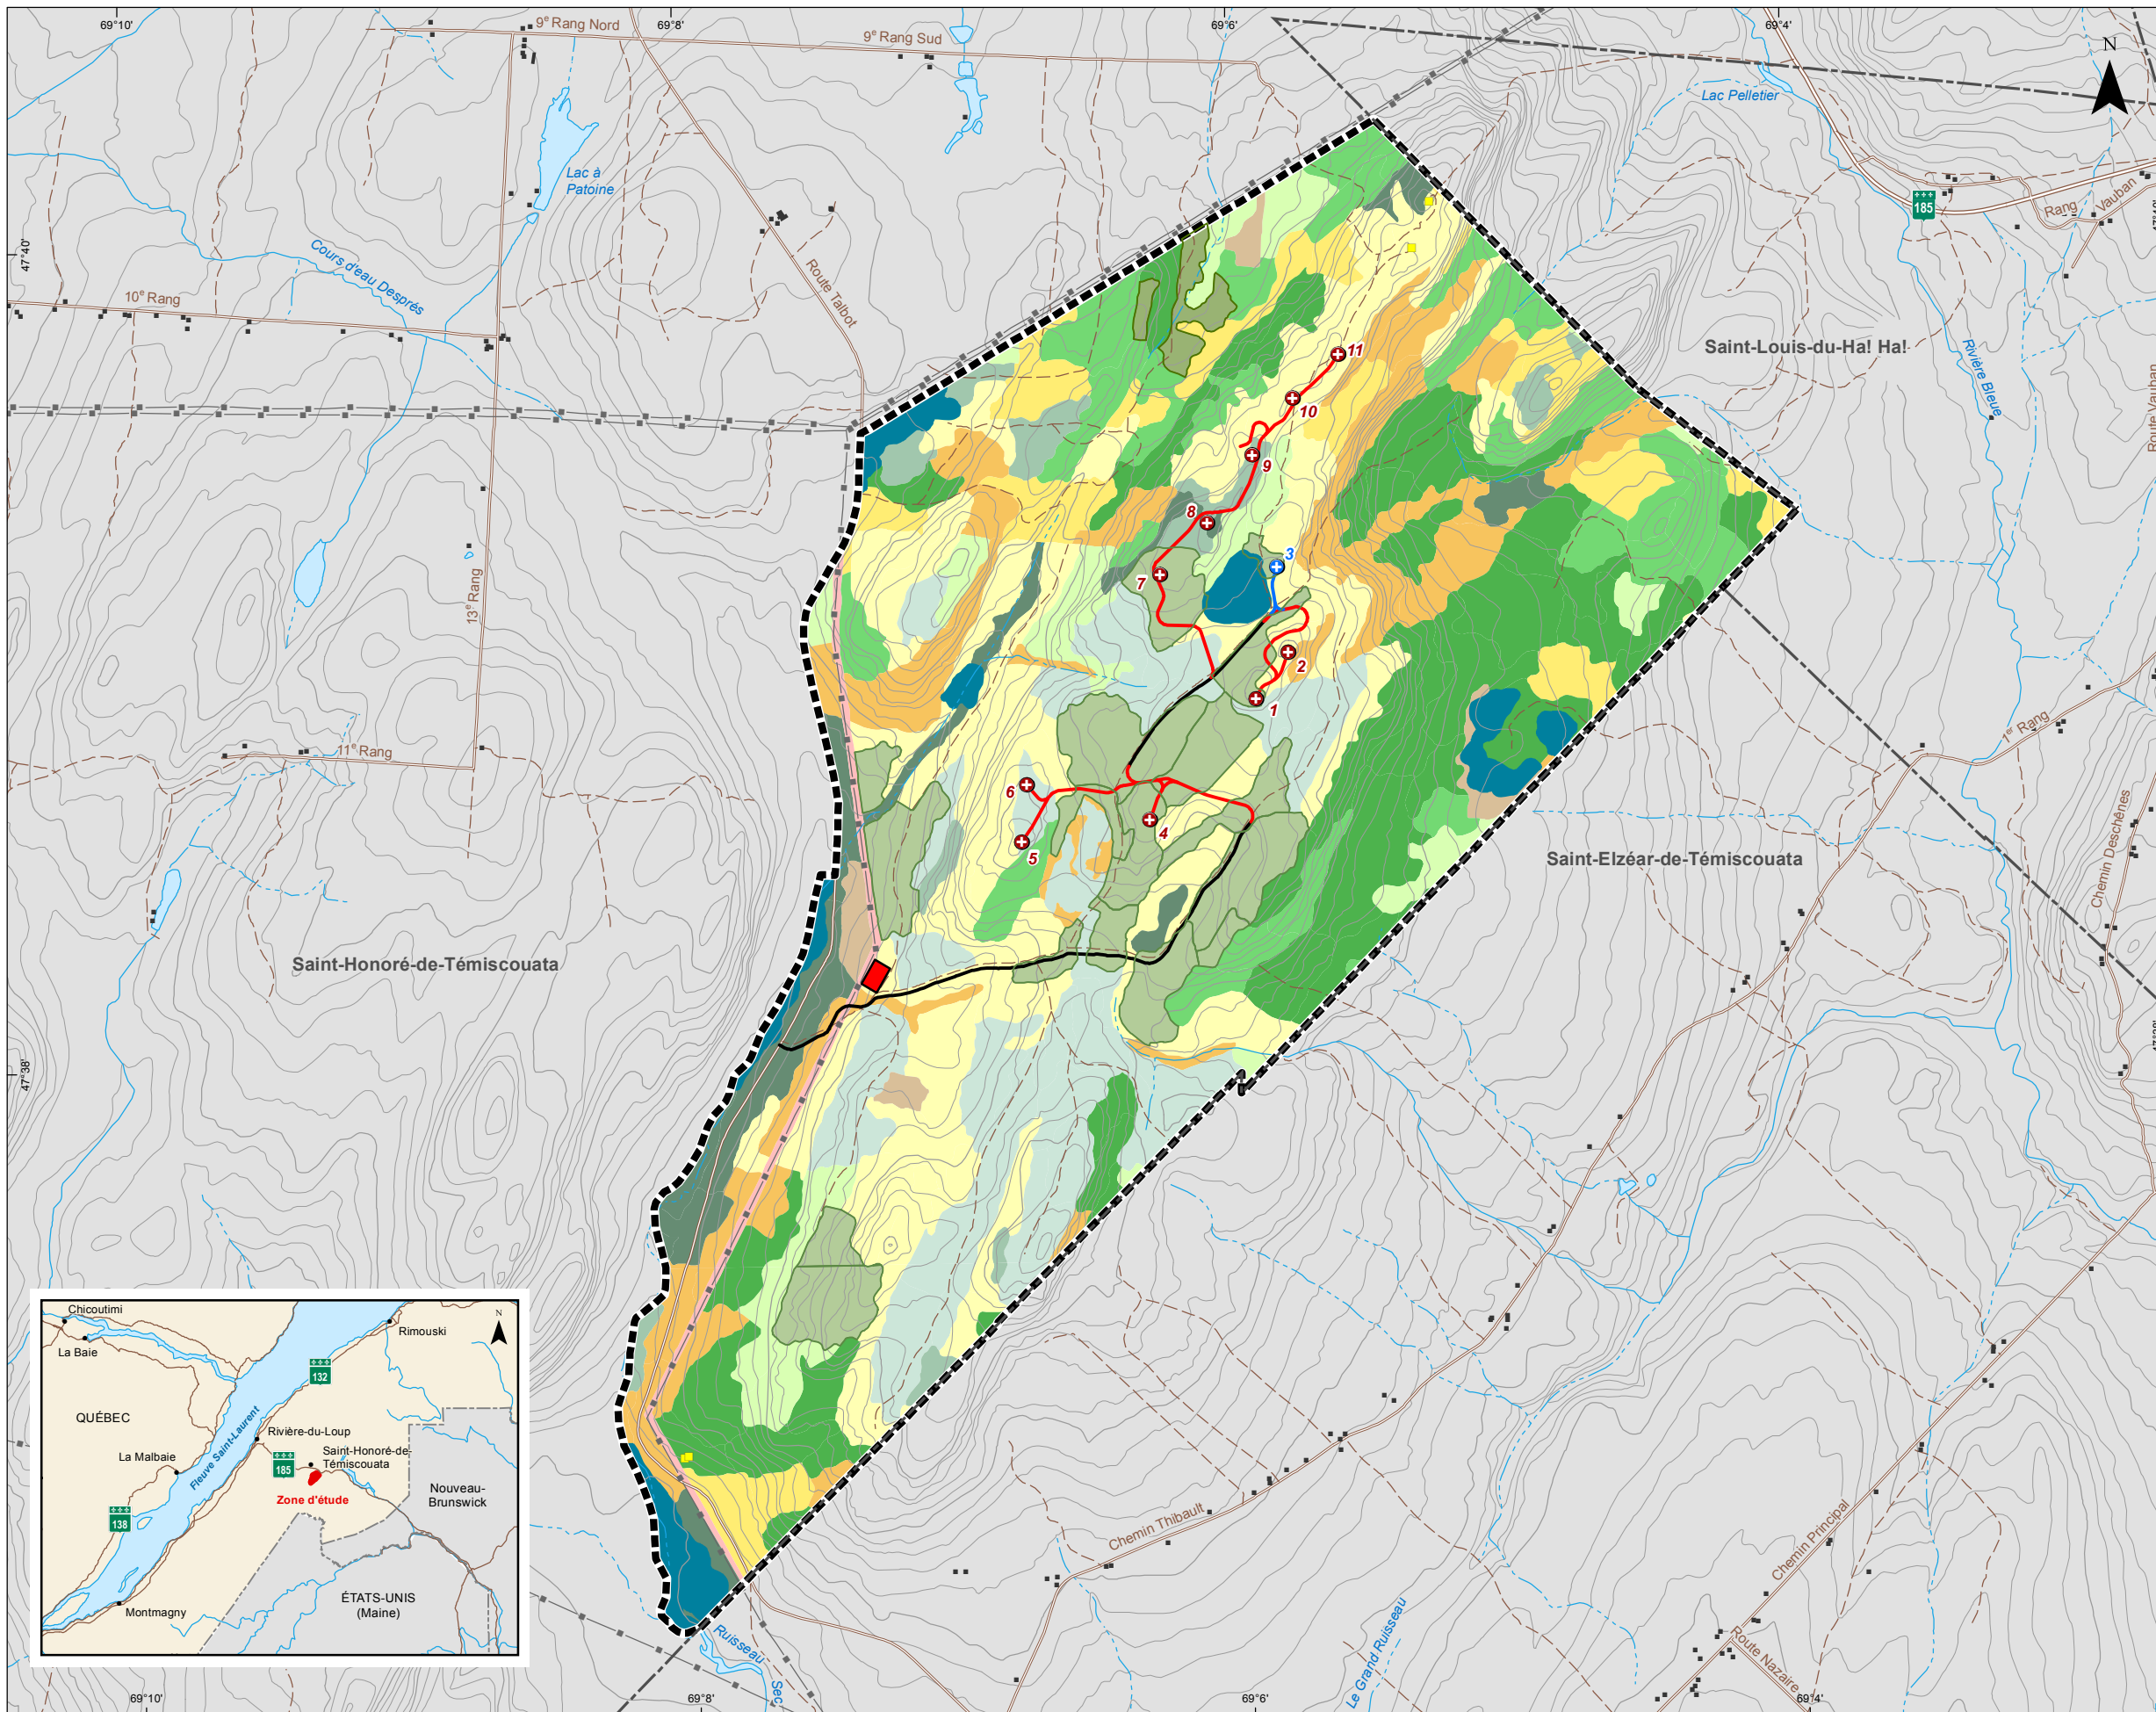 69°10'
69°8'
69°6'
69°4'
9e Rang Nord
9e Rang Sud
N
Lac Pelletier
Lac à
Patoine
185
Rang
Vauban
47°40'
Cours d'eau Després
Route Talbot
10e Rang
Saint-Louis-du-Ha! Ha!
Rivière Bleue
Route Vauban
11
10
9
8
3
7
13e Rang
2
1
11e Rang
1er Rang
6
4
5
Chemin Deschênes
Saint-Elzéar-de-Témiscouata
Saint-Honoré-de-Témiscouata
47°38'
Chicoutimi
La Baie
N
Rimouski
132
QUÉBEC
Fleuve Saint-Laurent
Rivière-du-Loup
La Malbaie
Saint-Honoré-de-
Témiscouata
185
Zone d'étude
Nouveau-
Brunswick
138
ÉTATS-UNIS
(Maine)
Montmagny
Chemin Thibault
Chemin Principal
Route Nazaire
Le Grand Ruisseau
Ruisseau
Sec
69°10'
69°8'
69°6'
69°4'